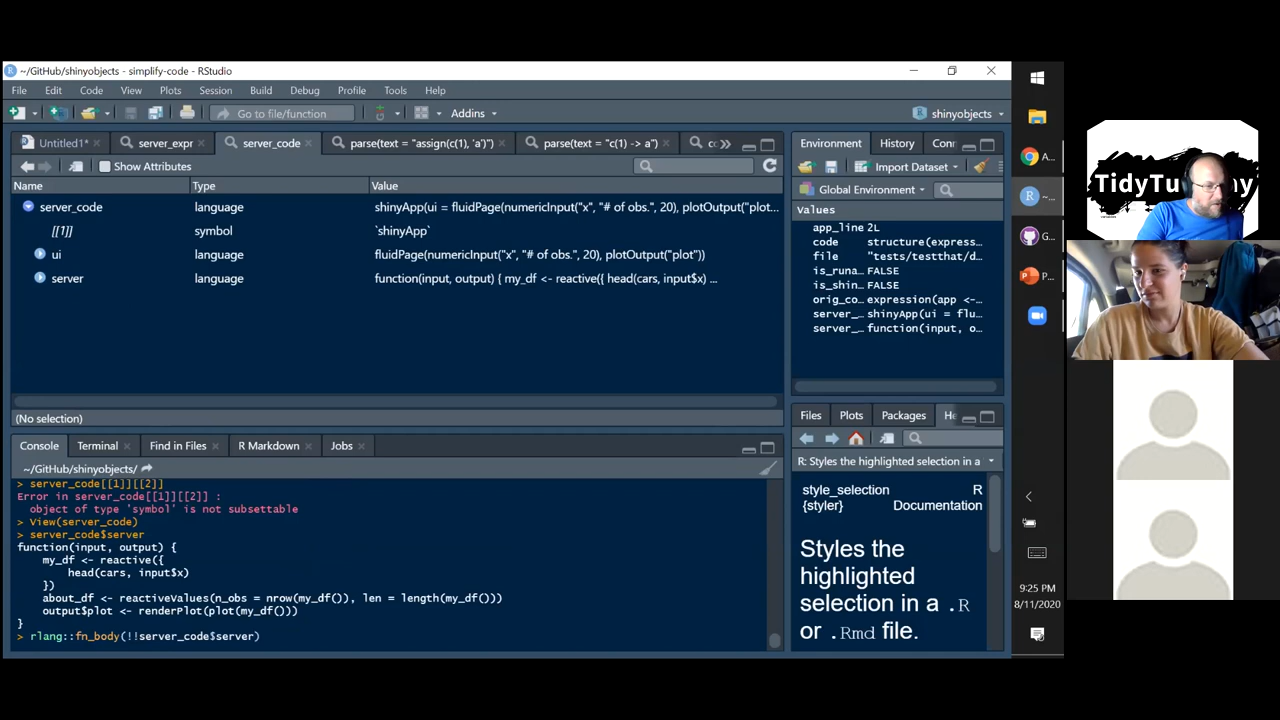 ~/GitHub/shinyobjects - simplify-code - RStudio
File Edit Code View Plots Session Build Debug Profile Tools Help
Go to file/function Addins shinyobjects
Untitled1* server_expr server_code parse(text = "assign(c(1), 'a')") parse(text = "c(1) -> a")
Show Attributes
Name Type Value
server_code language shinyApp(ui = fluidPage(numericInput("x", "# of obs.", 20), plotOutput("plot...
[[1]] symbol `shinyApp`
ui language fluidPage(numericInput("x", "# of obs.", 20), plotOutput("plot"))
server language function(input, output) { my_df <- reactive({ head(cars, input$x) ...
(No selection)
Console Terminal Find in Files R Markdown Jobs
~/GitHub/shinyobjects/
> server_code[[1]][[2]]
Error in server_code[[1]][[2]] :
object of type 'symbol' is not subsettable
> View(server_code)
> server_code$server
function(input, output) {
my_df <- reactive({
head(cars, input$x)
})
about_df <- reactiveValues(n_obs = nrow(my_df()), len = length(my_df()))
output$plot <- renderPlot(plot(my_df()))
}
> rlang::fn_body(!!server_code$server)
Environment History Con
Import Dataset
Global Environment
Values
app_line 2L
code structure(express...
file "tests/testthat/d...
is_runa... FALSE
is_shin... FALSE
orig_co... expression(app <-...
server_... shinyApp(ui = flu...
server_... function(input, o...
Files Plots Packages He
R: Styles the highlighted selection in a
style_selection R
{styler} Documentation
Styles the
highlighted
selection in a .R
or .Rmd file.
A...
~...
G...
P...
9:25 PM
8/11/2020
TidyTu
ay